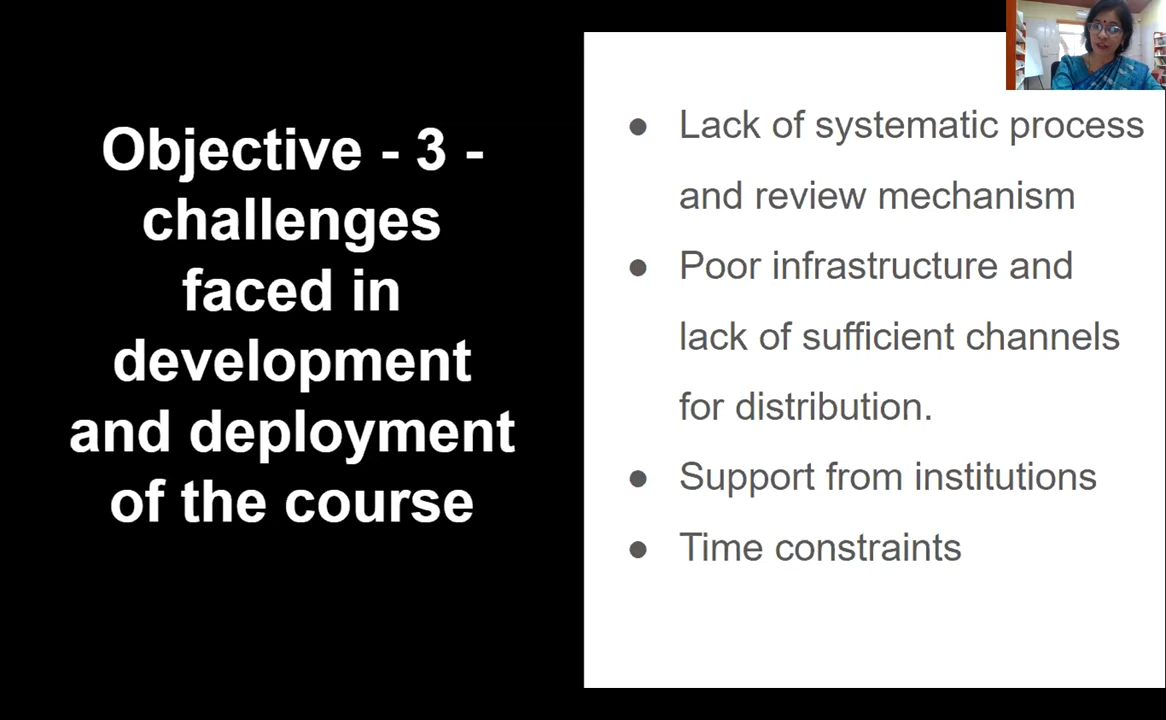 Objective - 3 -
challenges
faced in
development
and deployment
of the course
● Lack of systematic process
and review mechanism
● Poor infrastructure and
lack of sufficient channels
for distribution.
● Support from institutions
● Time constraints